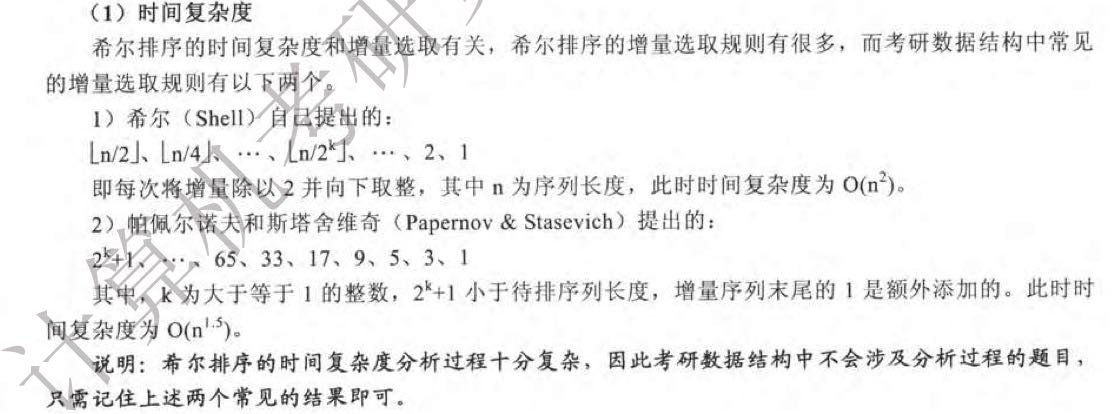 （1）时间复杂度
希尔排序的时间复杂度和增量选取有关，希尔排序的增量选取规则有很多，而考研数据结构中常见
的增量选取规则有以下两个。
1）希尔（Shell）自己提出的：
⌊n/2⌋、⌊n/4⌋、…、⌊n/2ᵏ⌋、…、2、1
即每次将增量除以 2 并向下取整，其中 n 为序列长度，此时时间复杂度为 O(n²)。
2）帕佩尔诺夫和斯塔舍维奇（Papernov & Stasevich）提出的：
2ᵏ+1、…、65、33、17、9、5、3、1
其中，k 为大于等于 1 的整数，2ᵏ+1 小于待排序列长度，增量序列末尾的 1 是额外添加的。此时时
间复杂度为 O(n¹·⁵)。
说明：希尔排序的时间复杂度分析过程十分复杂，因此考研数据结构中不会涉及分析过程的题目，
只需记住上述两个常见的结果即可。
计算机考研